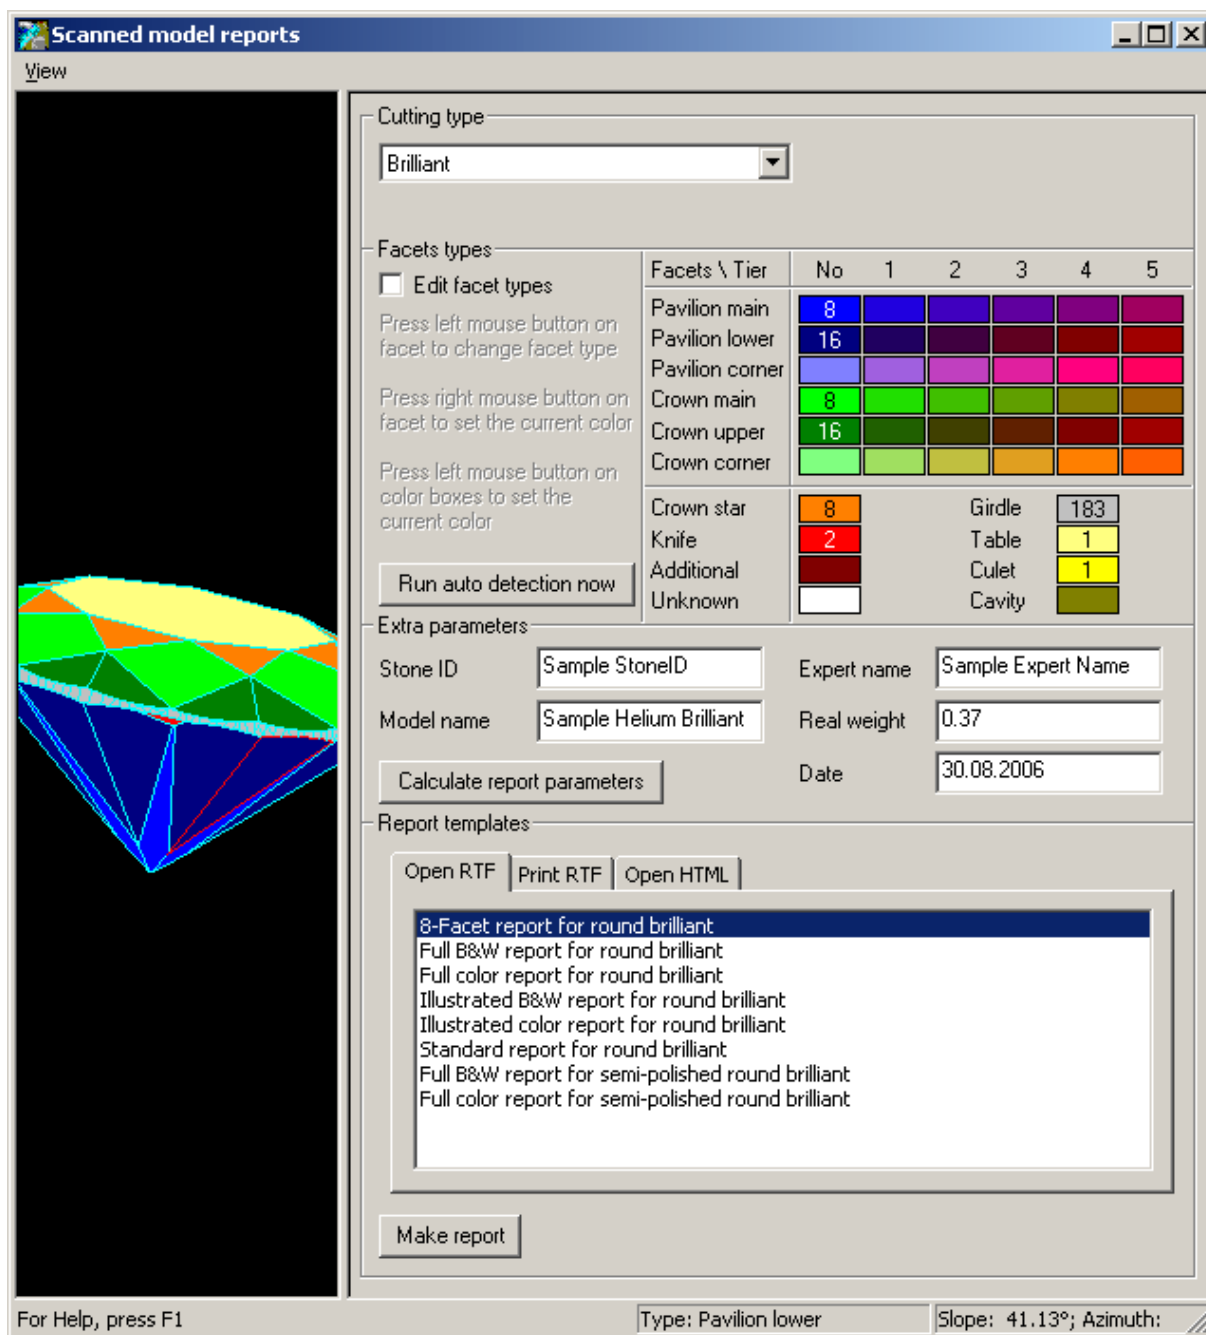 Scanned model reports
View
Cutting type
Brilliant
Facets types
Edit facet types
Press left mouse button on
facet to change facet type
Press right mouse button on
facet to set the current color
Press left mouse button on
color boxes to set the
current color
Run auto detection now
Facets \ Tier No 1 2 3 4 5
Pavilion main 8
Pavilion lower 16
Pavilion corner
Crown main 8
Crown upper 16
Crown corner
Crown star 8 Girdle 183
Knife 2 Table 1
Additional Culet 1
Unknown Cavity
Extra parameters
Stone ID Sample StoneID Expert name Sample Expert Name
Model name Sample Helium Brilliant Real weight 0.37
Calculate report parameters Date 30.08.2006
Report templates
Open RTF Print RTF Open HTML
8-Facet report for round brilliant
Full B&W report for round brilliant
Full color report for round brilliant
Illustrated B&W report for round brilliant
Illustrated color report for round brilliant
Standard report for round brilliant
Full B&W report for semi-polished round brilliant
Full color report for semi-polished round brilliant
Make report
For Help, press F1 Type: Pavilion lower Slope: 41.13°; Azimuth: